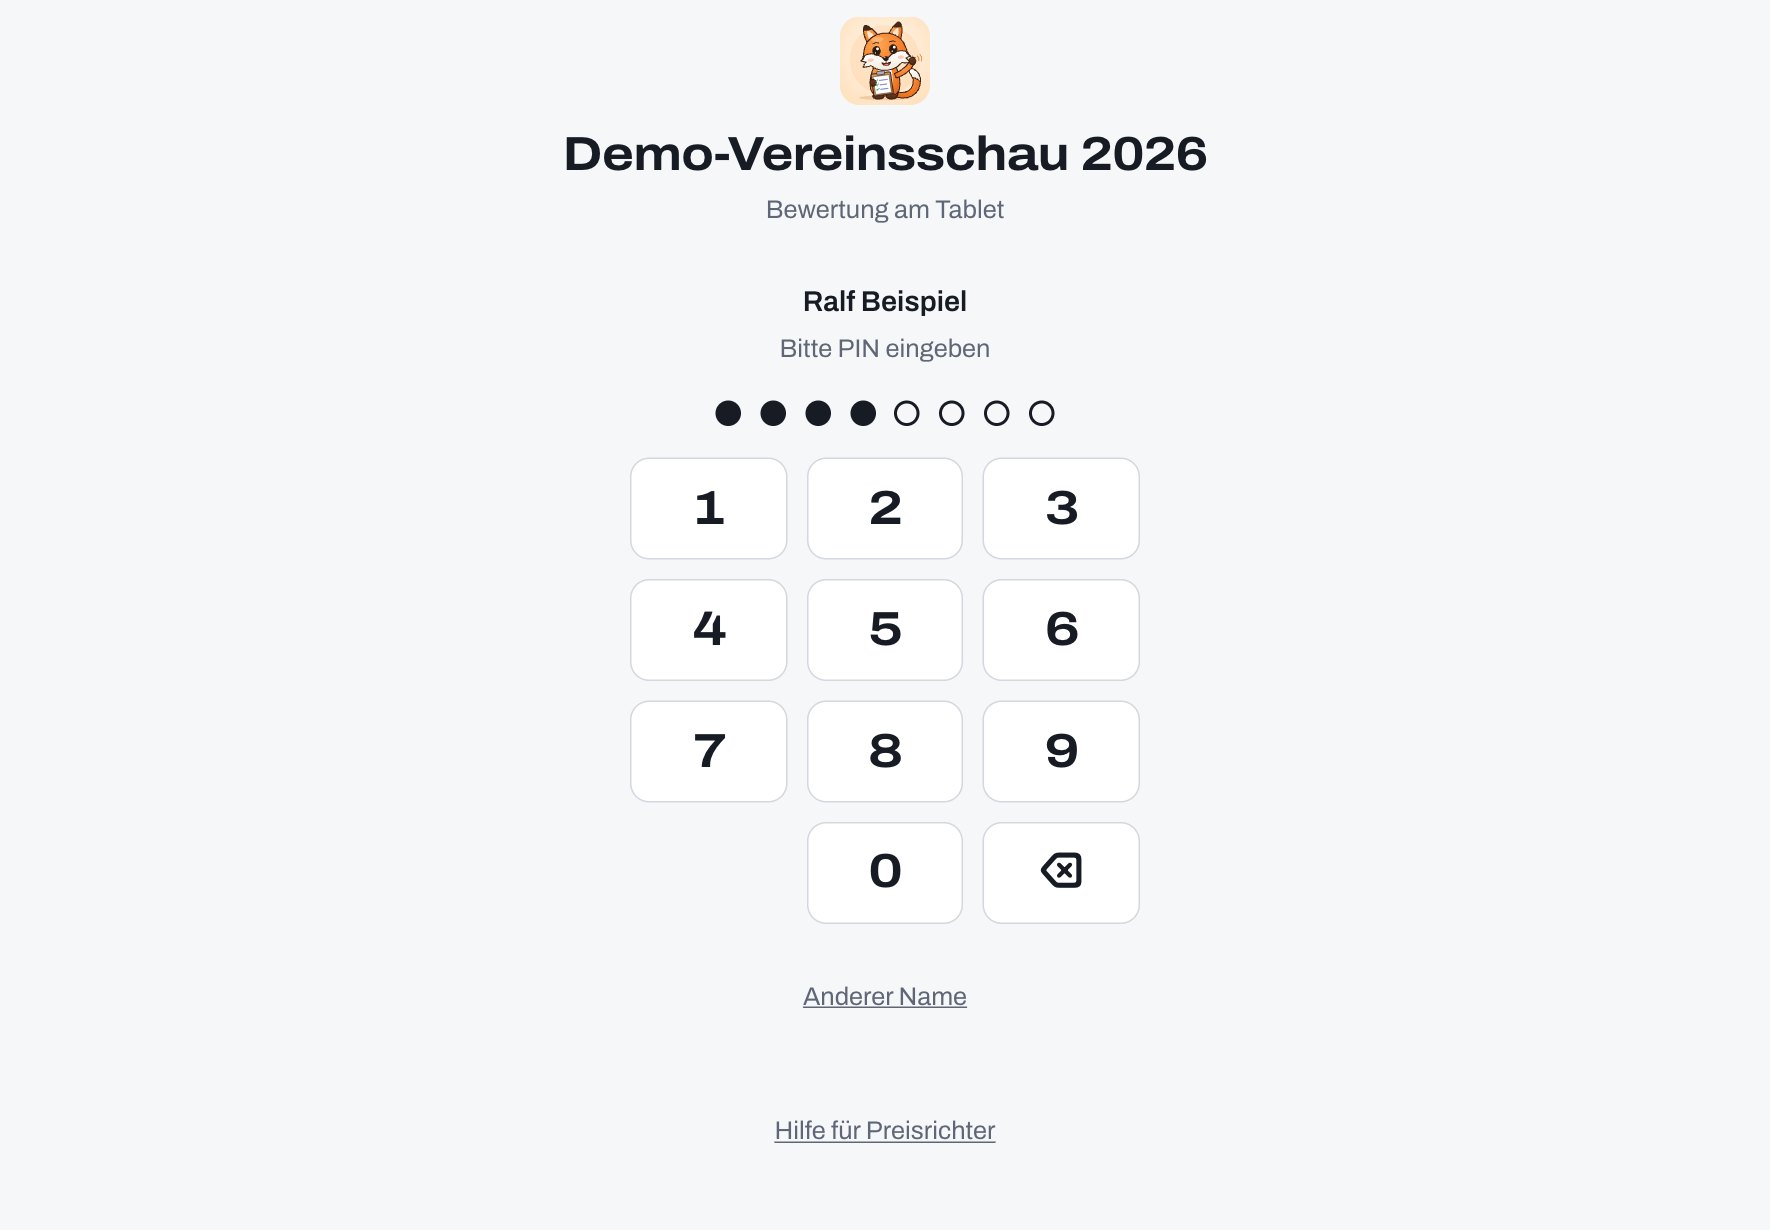 Demo-Vereinsschau 2026
Bewertung am Tablet
Ralf Beispiel
Bitte PIN eingeben
1 2 3
4 5 6
7 8 9
0
Anderer Name
Hilfe für Preisrichter